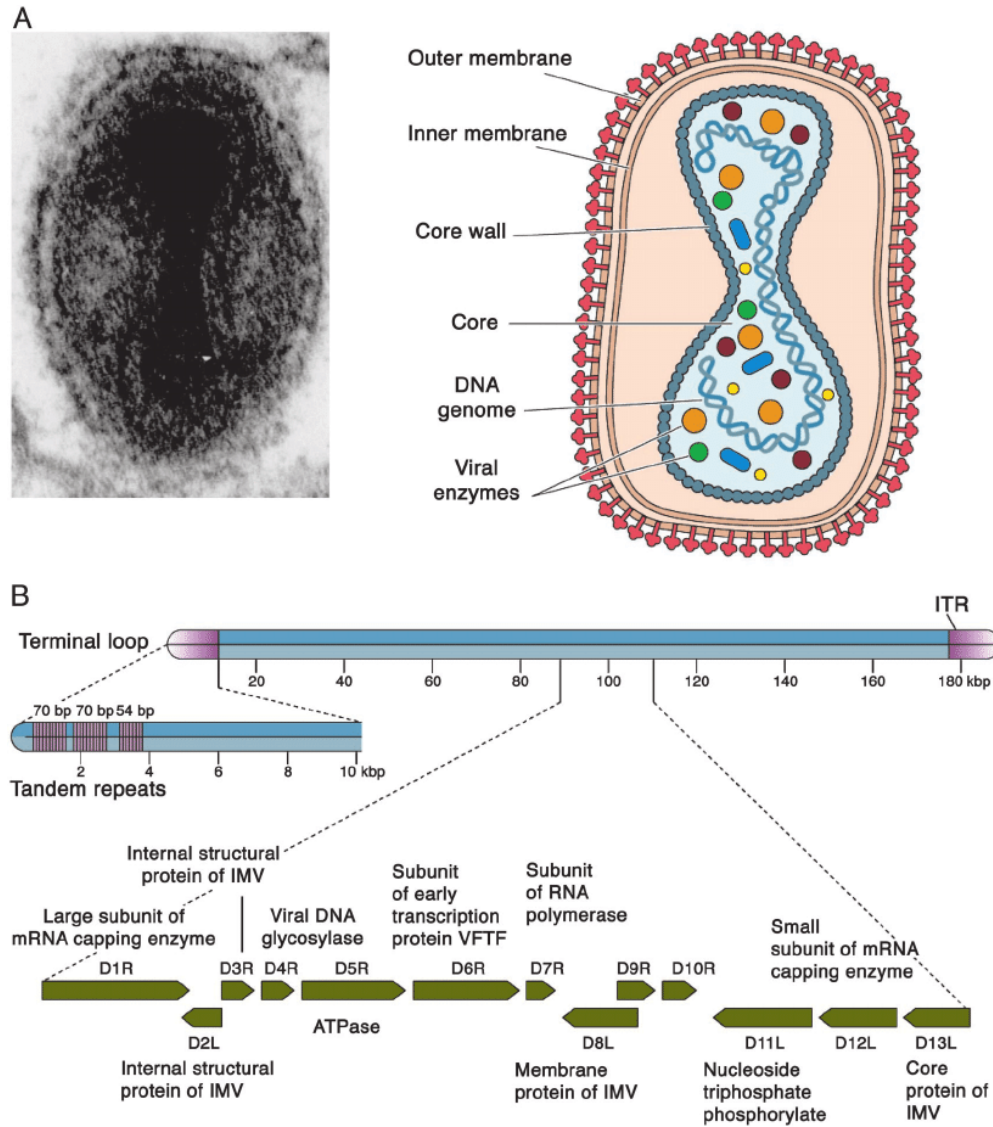 A
Outer membrane
Inner membrane
Core wall
Core
DNA
genome
Viral
enzymes
B
ITR
Terminal loop
20 40 60 80 100 120 140 160 180 kbp
70 bp 70 bp 54 bp
2 4 6 8 10 kbp
Tandem repeats
Internal structural
protein of IMV
Large subunit of
mRNA capping enzyme
Viral DNA
glycosylase
Subunit
of early
transcription
protein VFTF
Subunit
of RNA
polymerase
Small
subunit of mRNA
capping enzyme
D1R D3R D4R D5R D6R D7R D9R D10R
ATPase
D2L D8L D11L D12L D13L
Internal structural
protein of IMV
Membrane
protein of IMV
Nucleoside
triphosphate
phosphorylate
Core
protein of
IMV